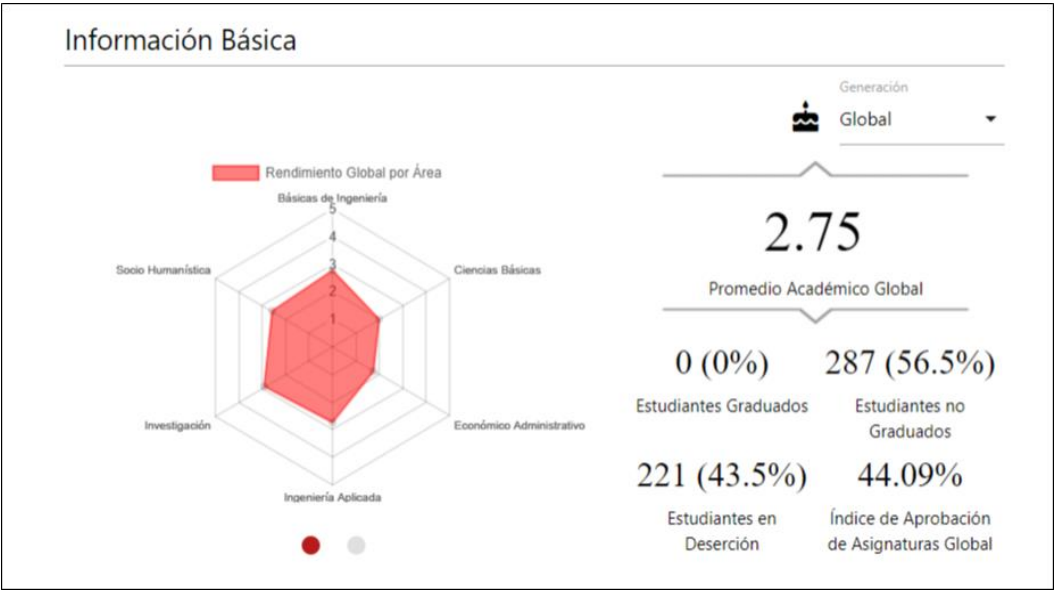 Información Básica
Generación
Global
Rendimiento Global por Área
Básicas de Ingeniería
5
4
3
2
1
Socio Humanística
Ciencias Básicas
Investigación
Económico Administrativo
Ingeniería Aplicada
2.75
Promedio Académico Global
0 (0%)
Estudiantes Graduados
287 (56.5%)
Estudiantes no
Graduados
221 (43.5%)
Estudiantes en
Deserción
44.09%
Índice de Aprobación
de Asignaturas Global